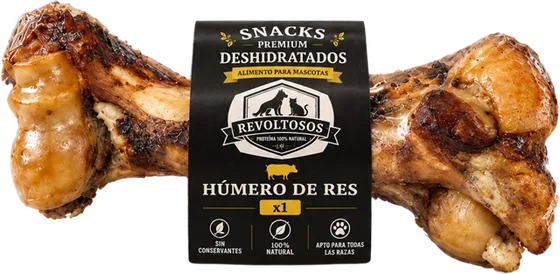 SNACKS
PREMIUM
DESHIDRATADOS
ALIMENTO PARA MASCOTAS
REVOLTOSOS
PROTEÍNA 100% NATURAL
HÚMERO DE RES
x1
SIN
CONSERVANTES
100%
NATURAL
APTO PARA TODAS
LAS RAZAS